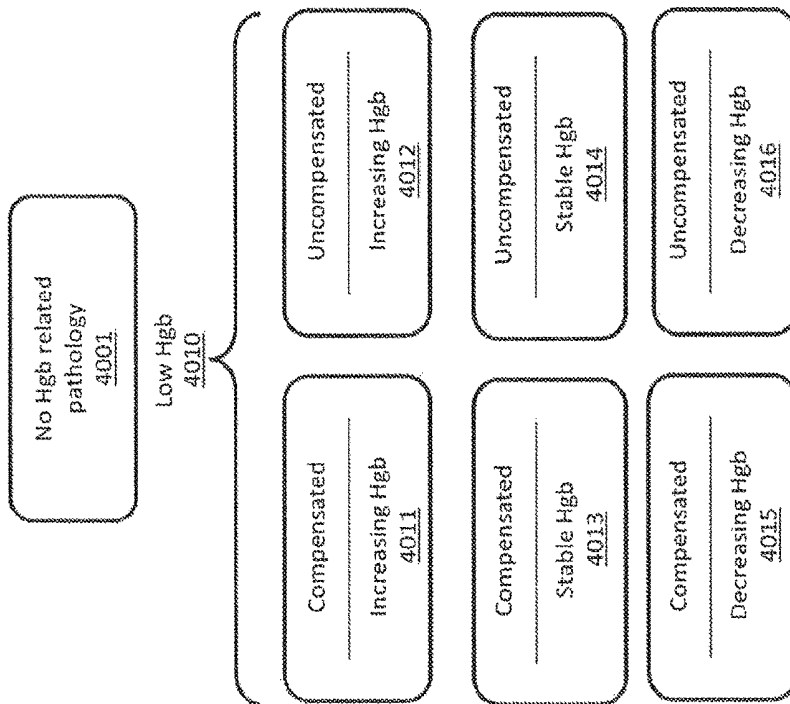 No Hgb related
pathology
4001
Low Hgb
4010
Compensated
Increasing Hgb
4011
Uncompensated
Increasing Hgb
4012
Compensated
Stable Hgb
4013
Uncompensated
Stable Hgb
4014
Compensated
Decreasing Hgb
4015
Uncompensated
Decreasing Hgb
4016